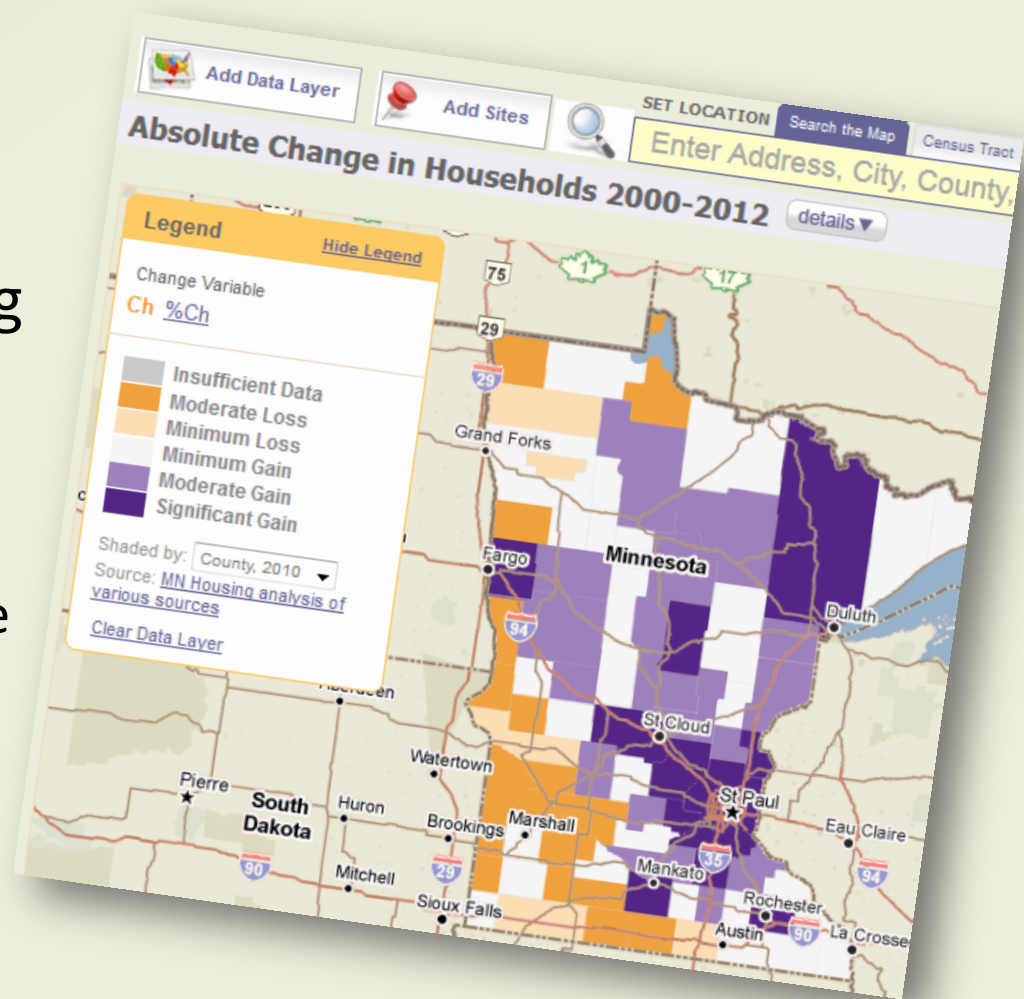 Add Data Layer
Add Sites
SET LOCATION
Search the Map
Census Tract
Enter Address, City, County,
Absolute Change in Households 2000-2012
details▼
Legend
Hide Legend
Change Variable
Ch %Ch
Insufficient Data
Moderate Loss
Minimum Loss
Minimum Gain
Moderate Gain
Significant Gain
Shaded by: County, 2010
Source: MN Housing analysis of
various sources
Clear Data Layer
g
e
75
1
17
29
29
Grand Forks
Fargo
Minnesota
94
Duluth
Aberdeen
St Cloud
Watertown
Pierre
South
Dakota
Huron
Brookings
Marshall
St Paul
Eau Claire
35
94
90
Mitchell
29
Mankato
Sioux Falls
Rochester
90
Austin
La Crosse